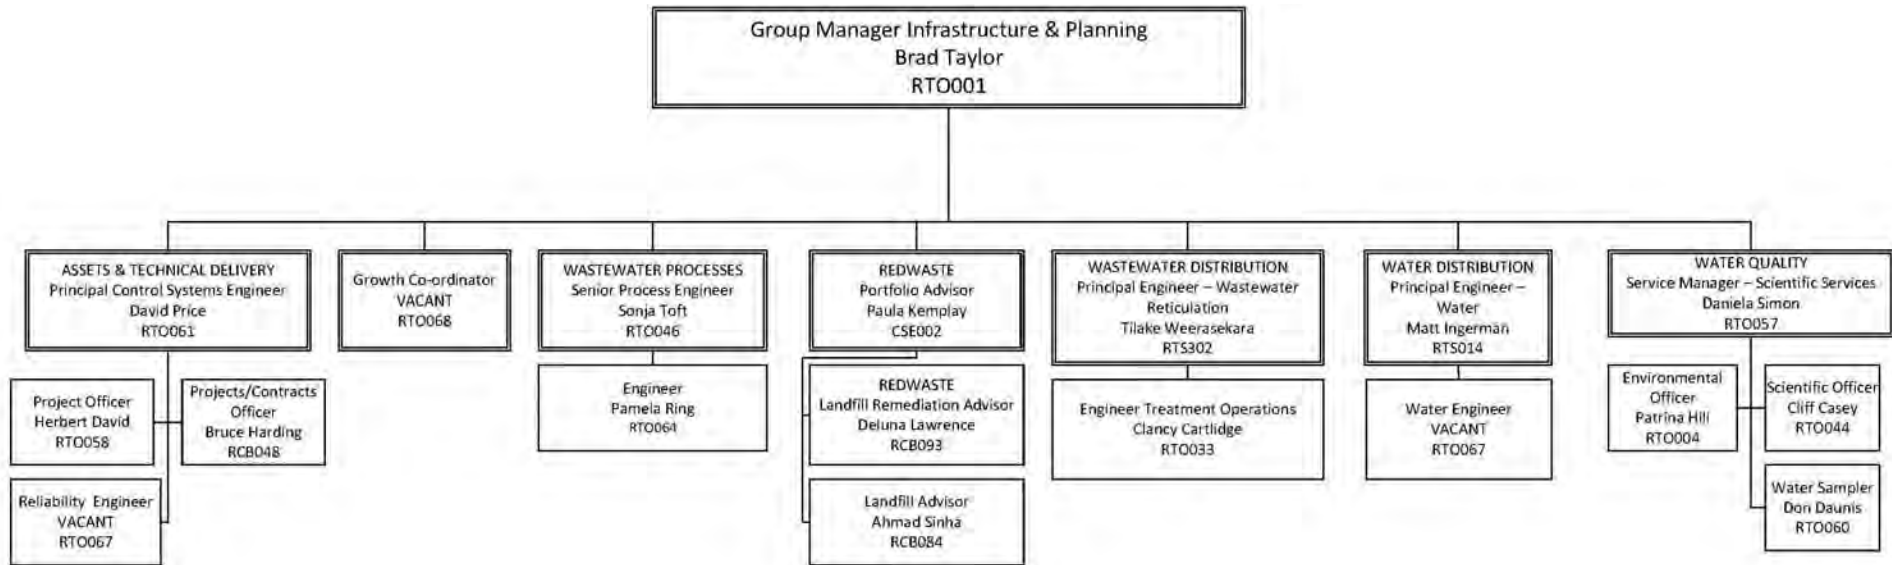 Group Manager Infrastructure & Planning
Brad Taylor
RTO001
ASSETS & TECHNICAL DELIVERY
Principal Control Systems Engineer
David Price
RTO061
Growth Co-ordinator
VACANT
RTO068
WASTEWATER PROCESSES
Senior Process Engineer
Sonja Toft
RTO046
REDWASTE
Portfolio Advisor
Paula Kemplay
CSE002
WASTEWATER DISTRIBUTION
Principal Engineer – Wastewater
Reticulation
Tilake Weerasekara
RTS302
WATER DISTRIBUTION
Principal Engineer –
Water
Matt Ingerman
RTS014
WATER QUALITY
Service Manager – Scientific Services
Daniela Simon
RTO057
Project Officer
Herbert David
RTO058
Projects/Contracts
Officer
Bruce Harding
RCB048
Reliability Engineer
VACANT
RTO067
Engineer
Pamela Ring
RTO064
REDWASTE
Landfill Remediation Advisor
Deluna Lawrence
RCB093
Landfill Advisor
Ahmad Sinha
RCB084
Engineer Treatment Operations
Clancy Cartlidge
RTO033
Water Engineer
VACANT
RTO067
Environmental
Officer
Patrina Hili
RTO004
Scientific Officer
Cliff Casey
RTO044
Water Sampler
Don Daunis
RTO060